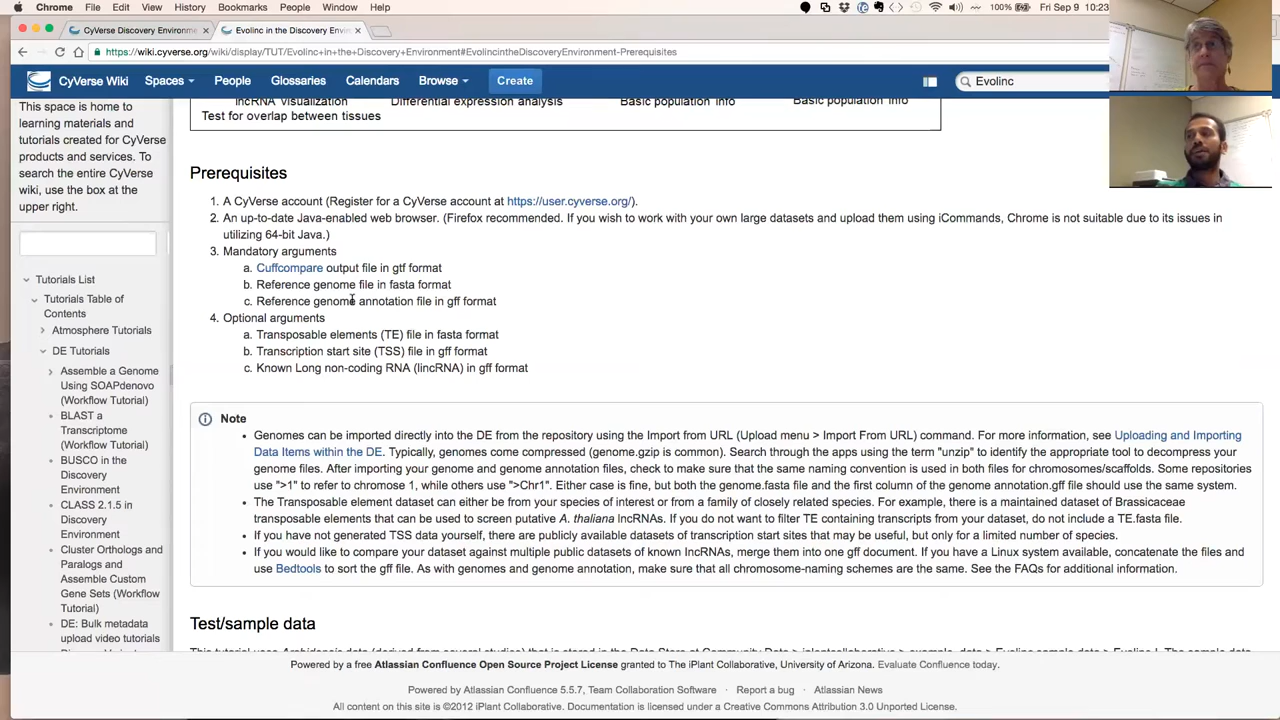 Chrome File Edit View History Bookmarks People Window Help 100% Fri Sep 9 10:23
CyVerse Discovery Environm × Evolinc in the Discovery Envir ×
https://wiki.cyverse.org/wiki/display/TUT/Evolinc+in+the+Discovery+Environment#EvolincintheDiscoveryEnvironment-Prerequisites
CyVerse Wiki Spaces People Glossaries Calendars Browse Create Evolinc
This space is home to
learning materials and
tutorials created for CyVerse
products and services. To
search the entire CyVerse
wiki, use the box at the
upper right.
Tutorials List
Tutorials Table of
Contents
Atmosphere Tutorials
DE Tutorials
Assemble a Genome
Using SOAPdenovo
(Workflow Tutorial)
BLAST a
Transcriptome
(Workflow Tutorial)
BUSCO in the
Discovery
Environment
CLASS 2.1.5 in
Discovery
Environment
Cluster Orthologs and
Paralogs and
Assemble Custom
Gene Sets (Workflow
Tutorial)
DE: Bulk metadata
upload video tutorials
lncRNA visualization Differential expression analysis Basic population info Basic population info
Test for overlap between tissues
Prerequisites
1. A CyVerse account (Register for a CyVerse account at https://user.cyverse.org/).
2. An up-to-date Java-enabled web browser. (Firefox recommended. If you wish to work with your own large datasets and upload them using iCommands, Chrome is not suitable due to its issues in
utilizing 64-bit Java.)
3. Mandatory arguments
a. Cuffcompare output file in gtf format
b. Reference genome file in fasta format
c. Reference genome annotation file in gff format
4. Optional arguments
a. Transposable elements (TE) file in fasta format
b. Transcription start site (TSS) file in gff format
c. Known Long non-coding RNA (lincRNA) in gff format
Note
• Genomes can be imported directly into the DE from the repository using the Import from URL (Upload menu > Import From URL) command. For more information, see Uploading and Importing
Data Items within the DE. Typically, genomes come compressed (genome.gzip is common). Search through the apps using the term "unzip" to identify the appropriate tool to decompress your
genome files. After importing your genome and genome annotation files, check to make sure that the same naming convention is used in both files for chromosomes/scaffolds. Some repositories
use ">1" to refer to chromose 1, while others use ">Chr1". Either case is fine, but both the genome.fasta file and the first column of the genome annotation.gff file should use the same system.
• The Transposable element dataset can either be from your species of interest or from a family of closely related species. For example, there is a maintained dataset of Brassicaceae
transposable elements that can be used to screen putative A. thaliana lncRNAs. If you do not want to filter TE containing transcripts from your dataset, do not include a TE.fasta file.
• If you have not generated TSS data yourself, there are publicly available datasets of transcription start sites that may be useful, but only for a limited number of species.
• If you would like to compare your dataset against multiple public datasets of known lncRNAs, merge them into one gff document. If you have a Linux system available, concatenate the files and
use Bedtools to sort the gff file. As with genomes and genome annotation, make sure that all chromosome-naming schemes are the same. See the FAQs for additional information.
Test/sample data
Powered by a free Atlassian Confluence Open Source Project License granted to The iPlant Collaborative, University of Arizona. Evaluate Confluence today.
Powered by Atlassian Confluence 5.5.7, Team Collaboration Software · Report a bug · Atlassian News
All content on this site is ©2012 iPlant Collaborative. Documentation is licensed under a Creative Commons Attribution 3.0 Unported License.